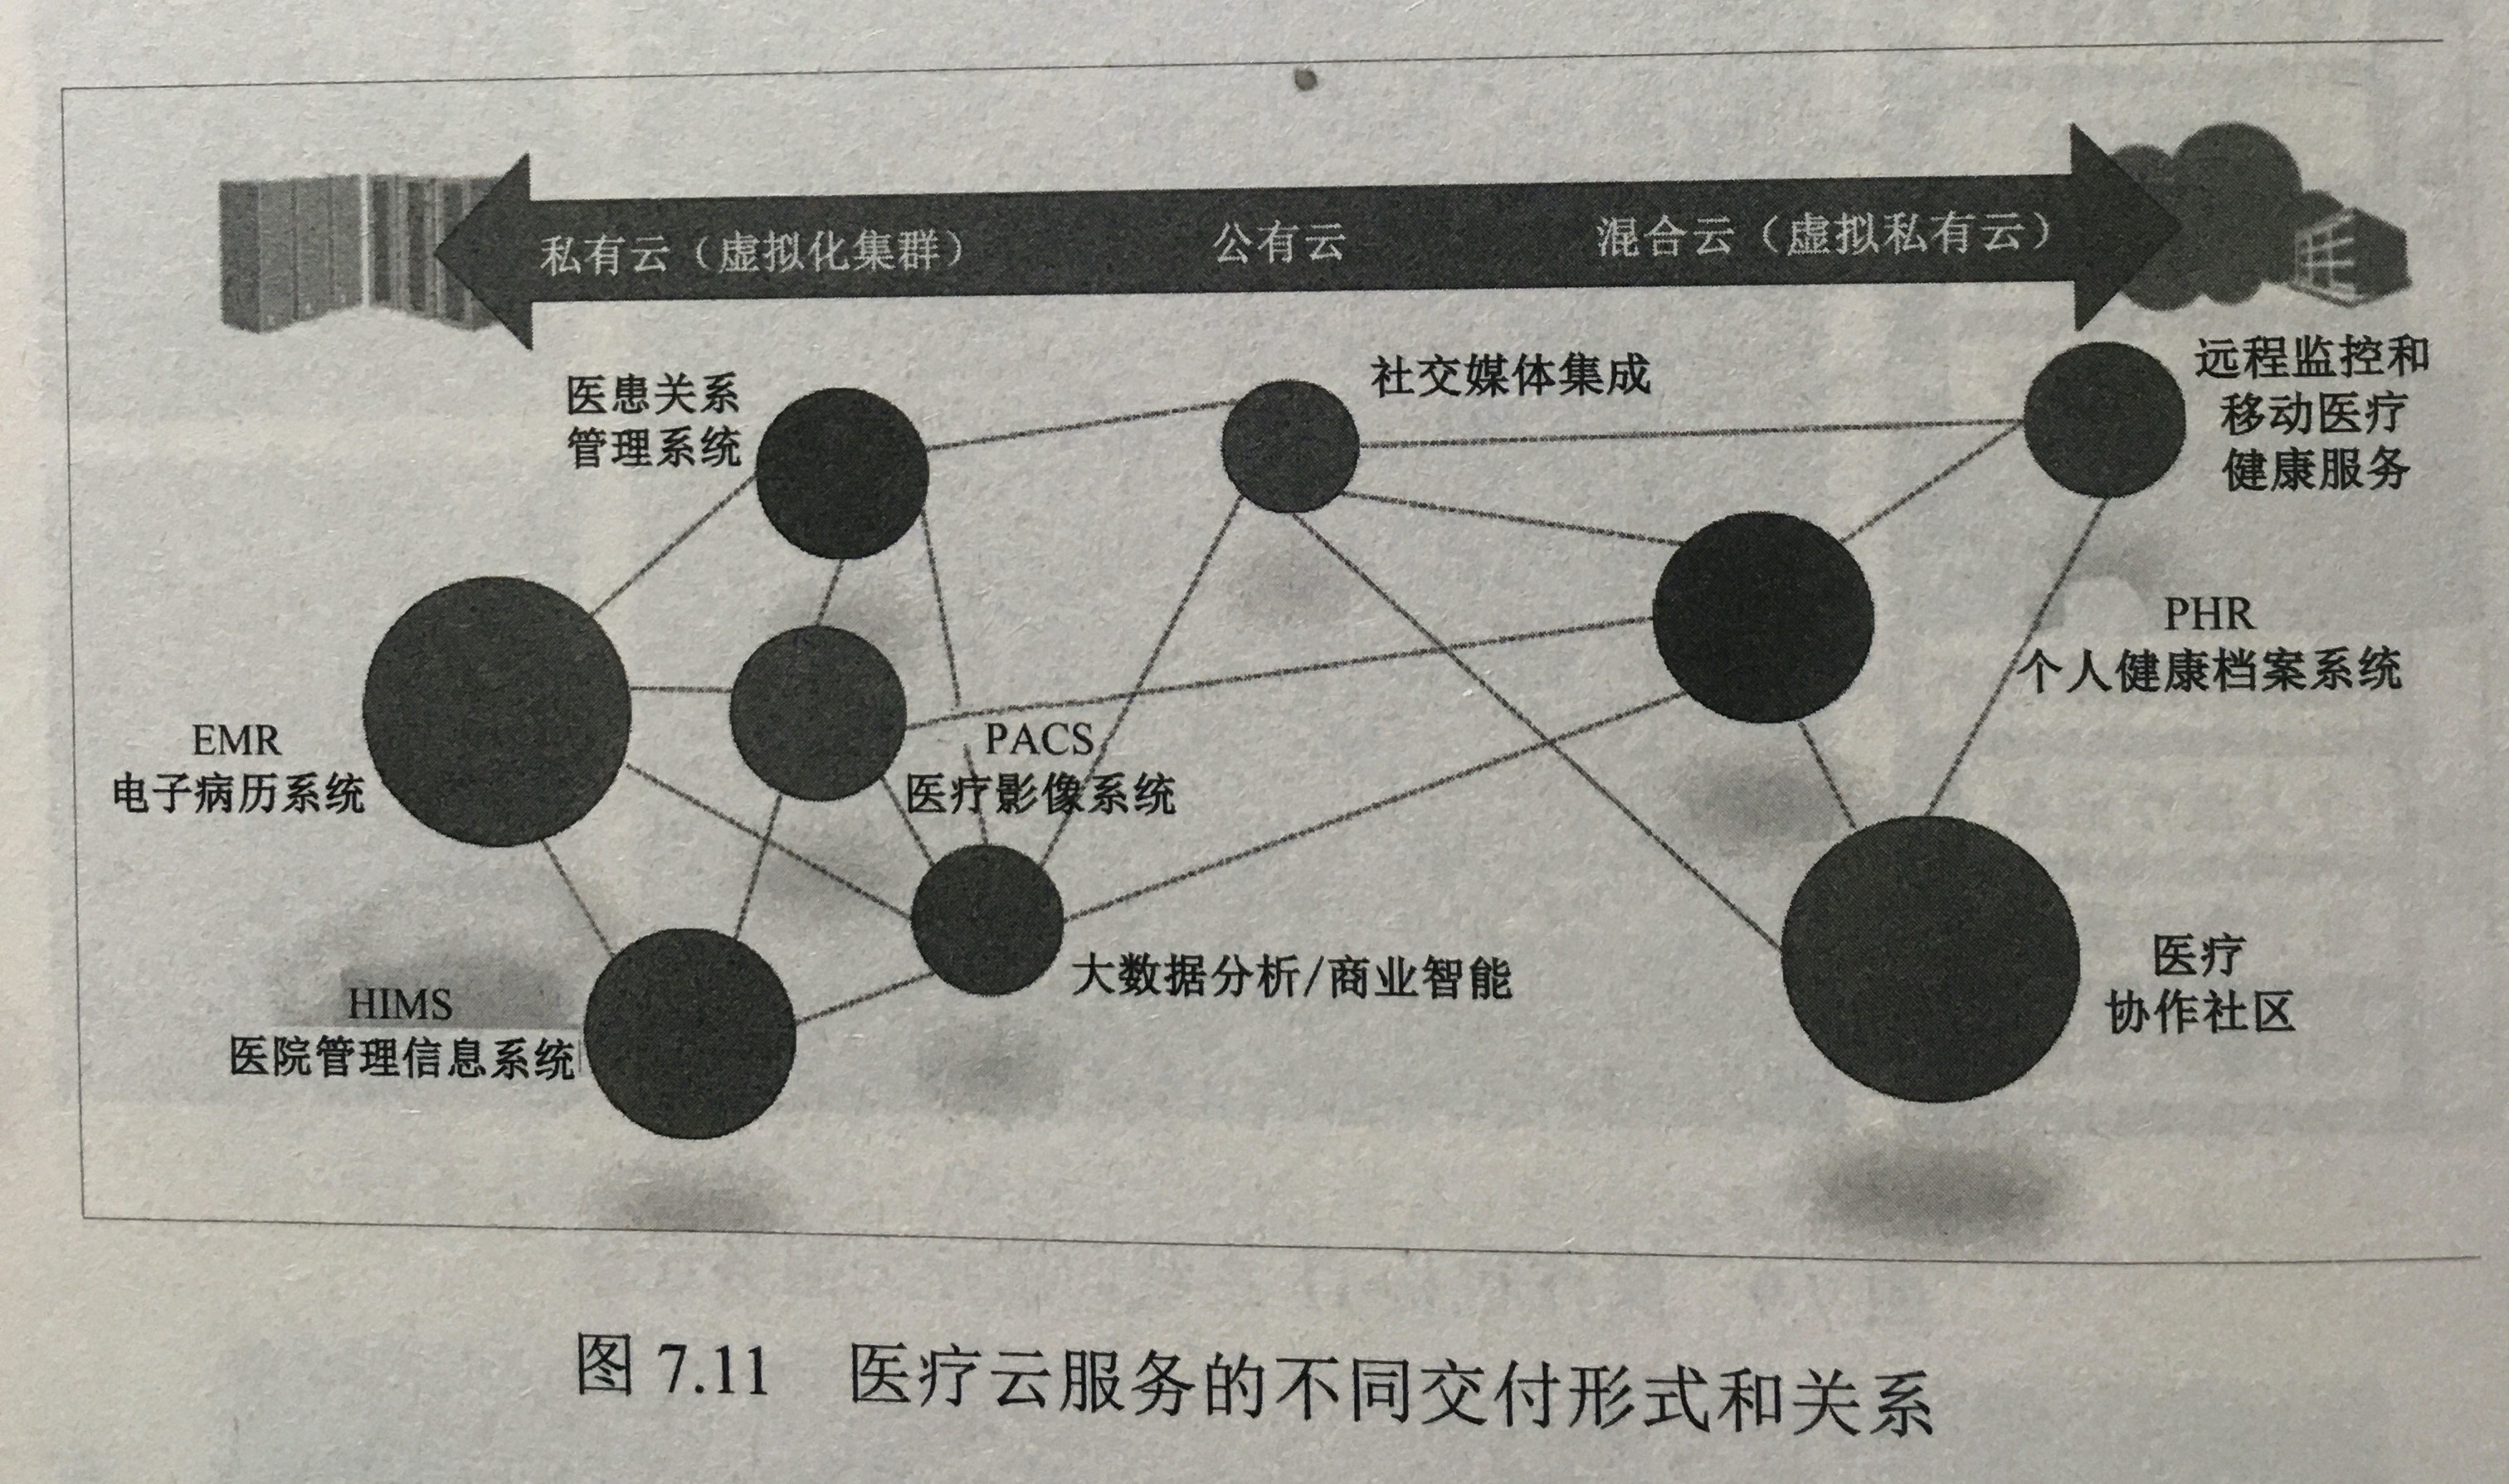 私有云（虚拟化集群）
公有云
混合云（虚拟私有云）
医患关系
管理系统
社交媒体集成
远程监控和
移动医疗
健康服务
PHR
个人健康档案系统
EMR
电子病历系统
PACS
医疗影像系统
大数据分析/商业智能
医疗
协作社区
HIMS
医院管理信息系统
图 7.11 医疗云服务的不同交付形式和关系